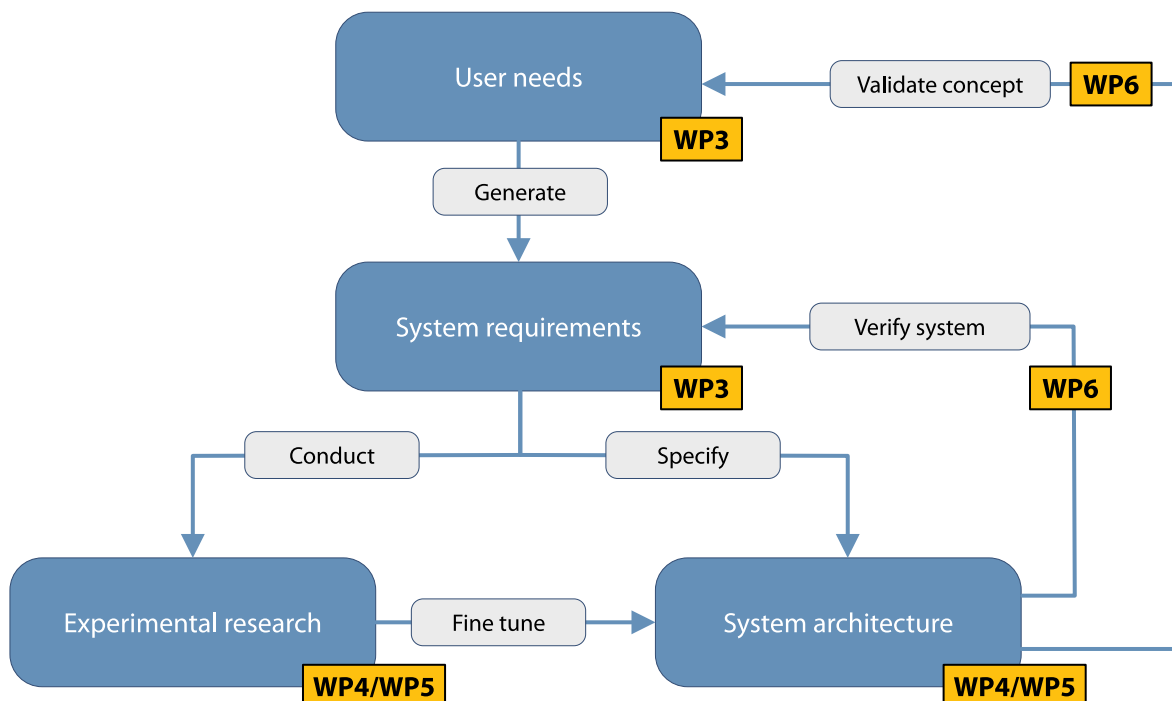 User needs
Validate concept
WP6
WP3
Generate
System requirements
Verify system
WP3
WP6
Conduct
Specify
Experimental research
Fine tune
System architecture
WP4/WP5
WP4/WP5